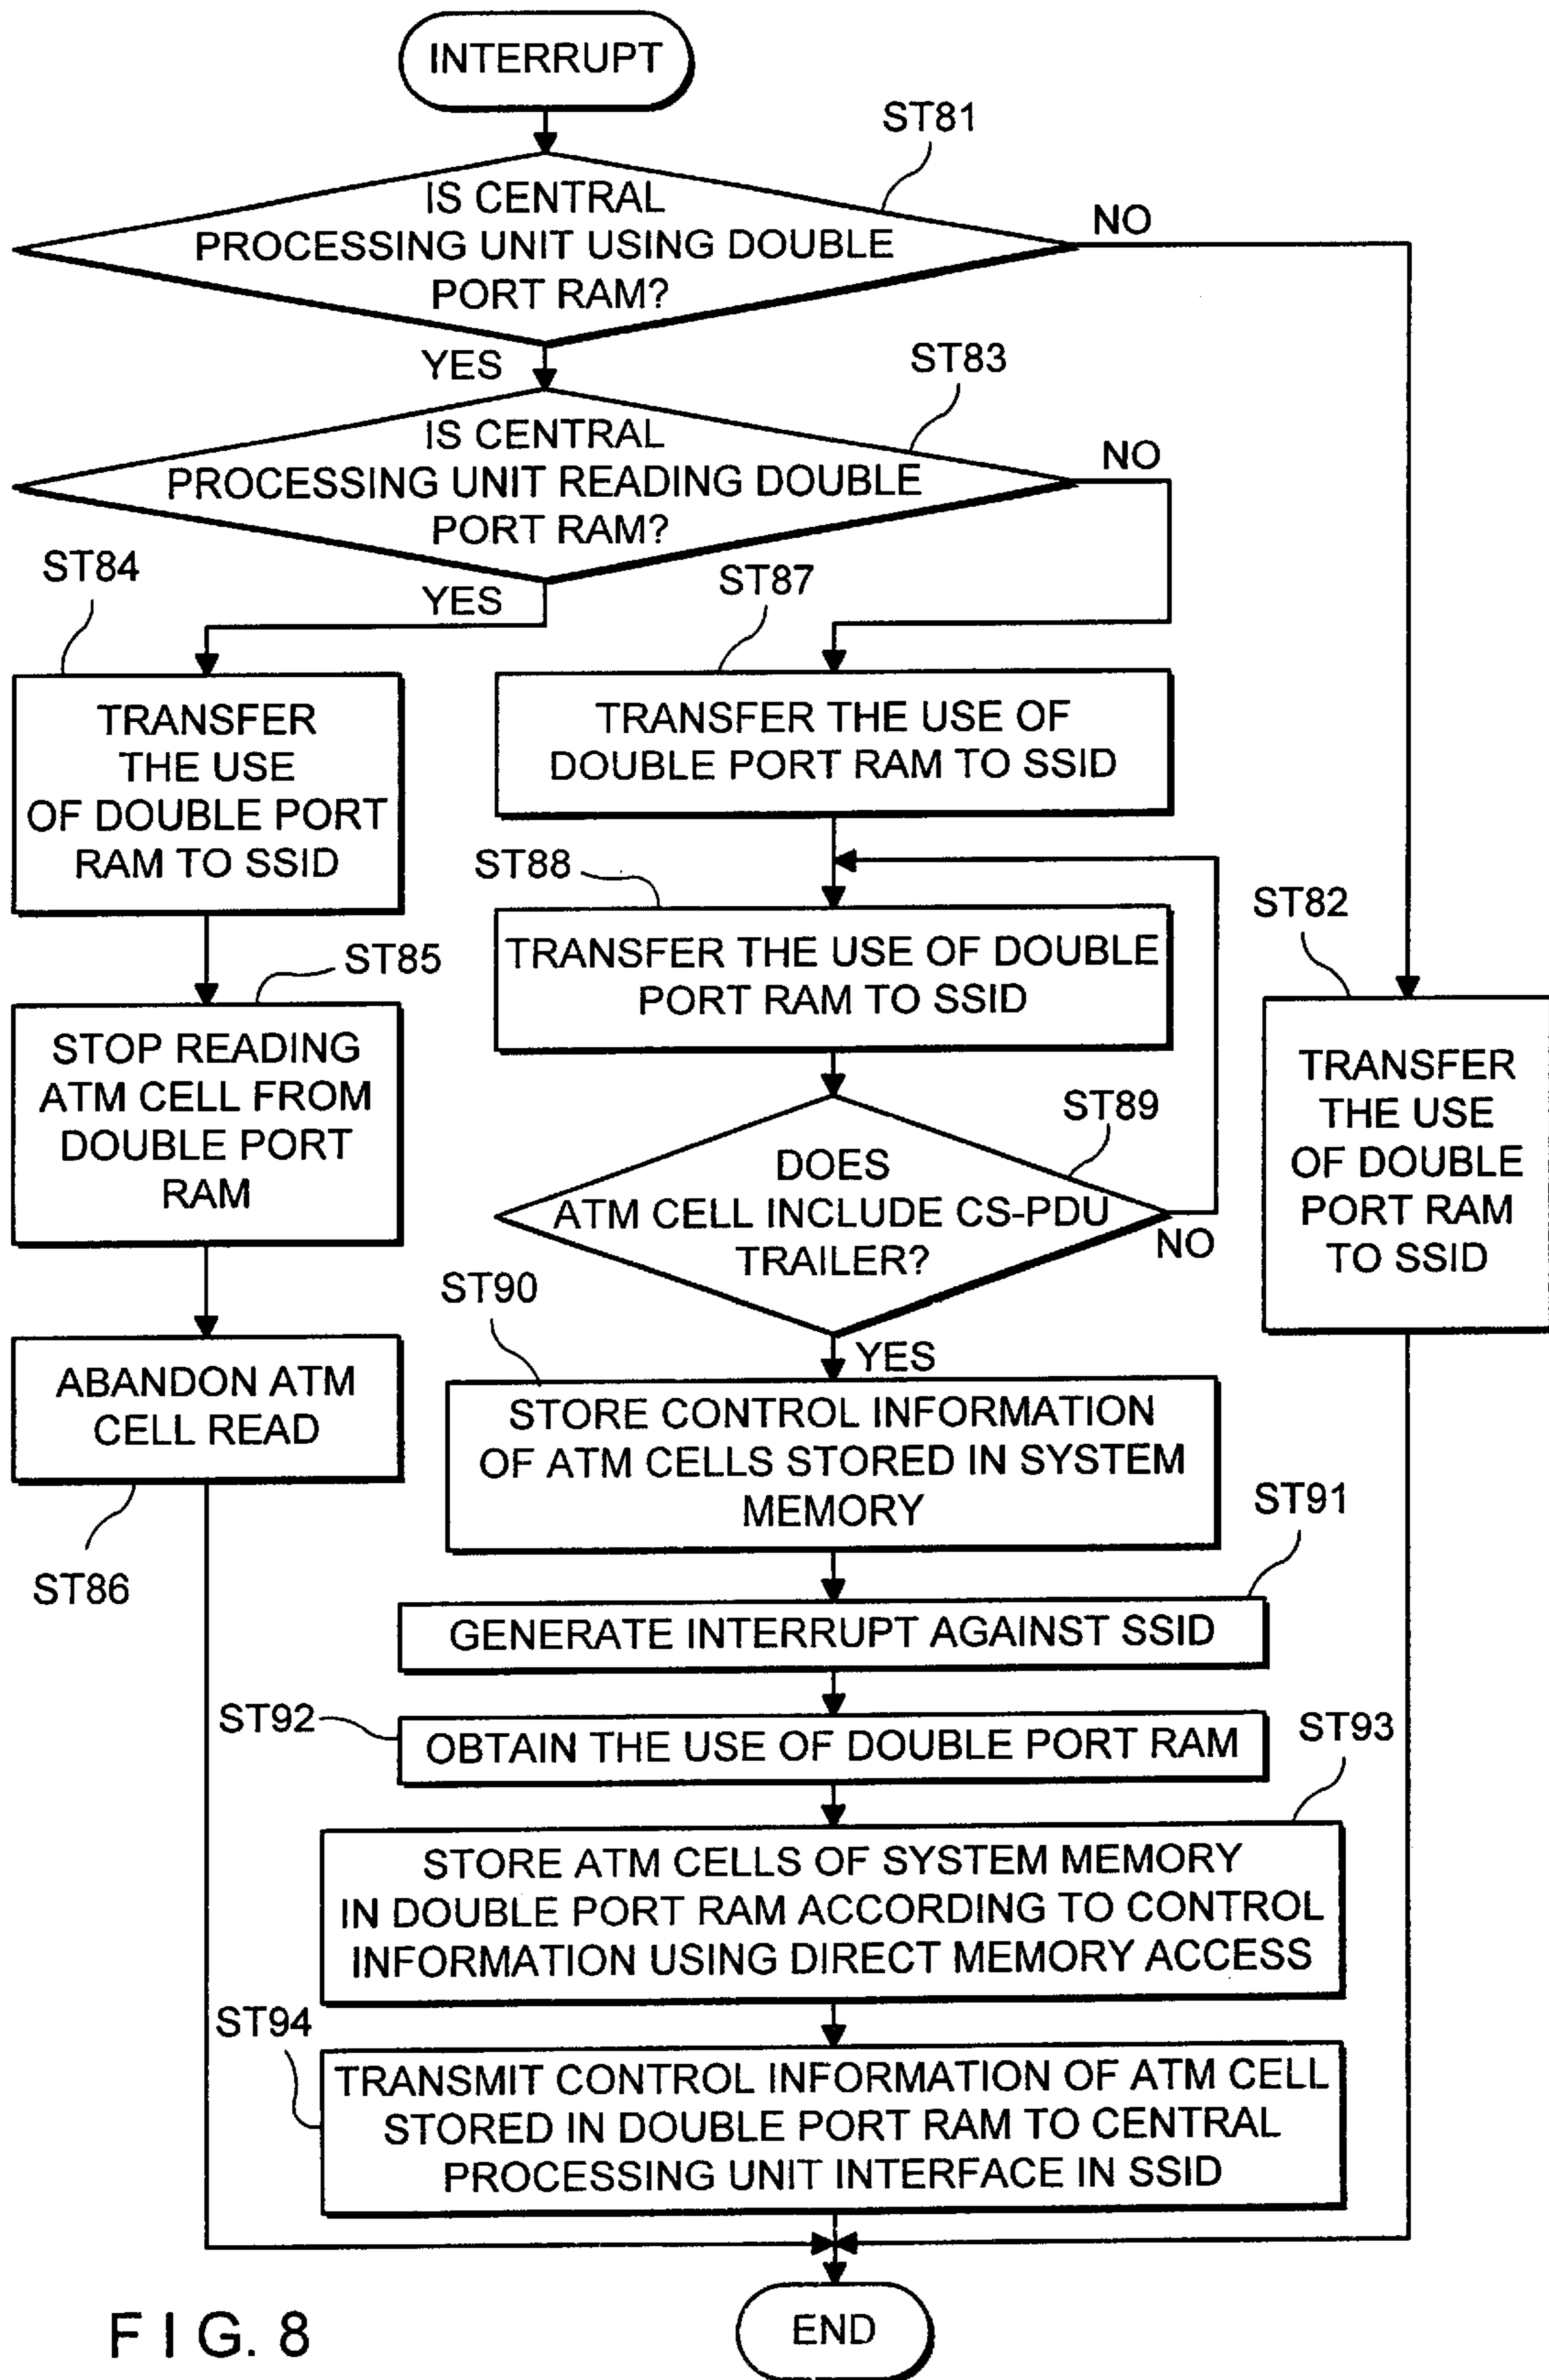 INTERRUPT
ST81
IS CENTRAL
PROCESSING UNIT USING DOUBLE
PORT RAM?
NO
YES
ST83
IS CENTRAL
PROCESSING UNIT READING DOUBLE
PORT RAM?
NO
YES
ST84
TRANSFER
THE USE
OF DOUBLE PORT
RAM TO SSID
ST85
STOP READING
ATM CELL FROM
DOUBLE PORT
RAM
ABANDON ATM
CELL READ
ST86
ST87
TRANSFER THE USE OF
DOUBLE PORT RAM TO SSID
ST88
TRANSFER THE USE OF DOUBLE
PORT RAM TO SSID
ST89
DOES
ATM CELL INCLUDE CS-PDU
TRAILER?
NO
YES
ST90
STORE CONTROL INFORMATION
OF ATM CELLS STORED IN SYSTEM
MEMORY
ST91
GENERATE INTERRUPT AGAINST SSID
ST92
OBTAIN THE USE OF DOUBLE PORT RAM
ST93
STORE ATM CELLS OF SYSTEM MEMORY
IN DOUBLE PORT RAM ACCORDING TO CONTROL
INFORMATION USING DIRECT MEMORY ACCESS
ST94
TRANSMIT CONTROL INFORMATION OF ATM CELL
STORED IN DOUBLE PORT RAM TO CENTRAL
PROCESSING UNIT INTERFACE IN SSID
ST82
TRANSFER
THE USE
OF DOUBLE
PORT RAM
TO SSID
END
FIG. 8